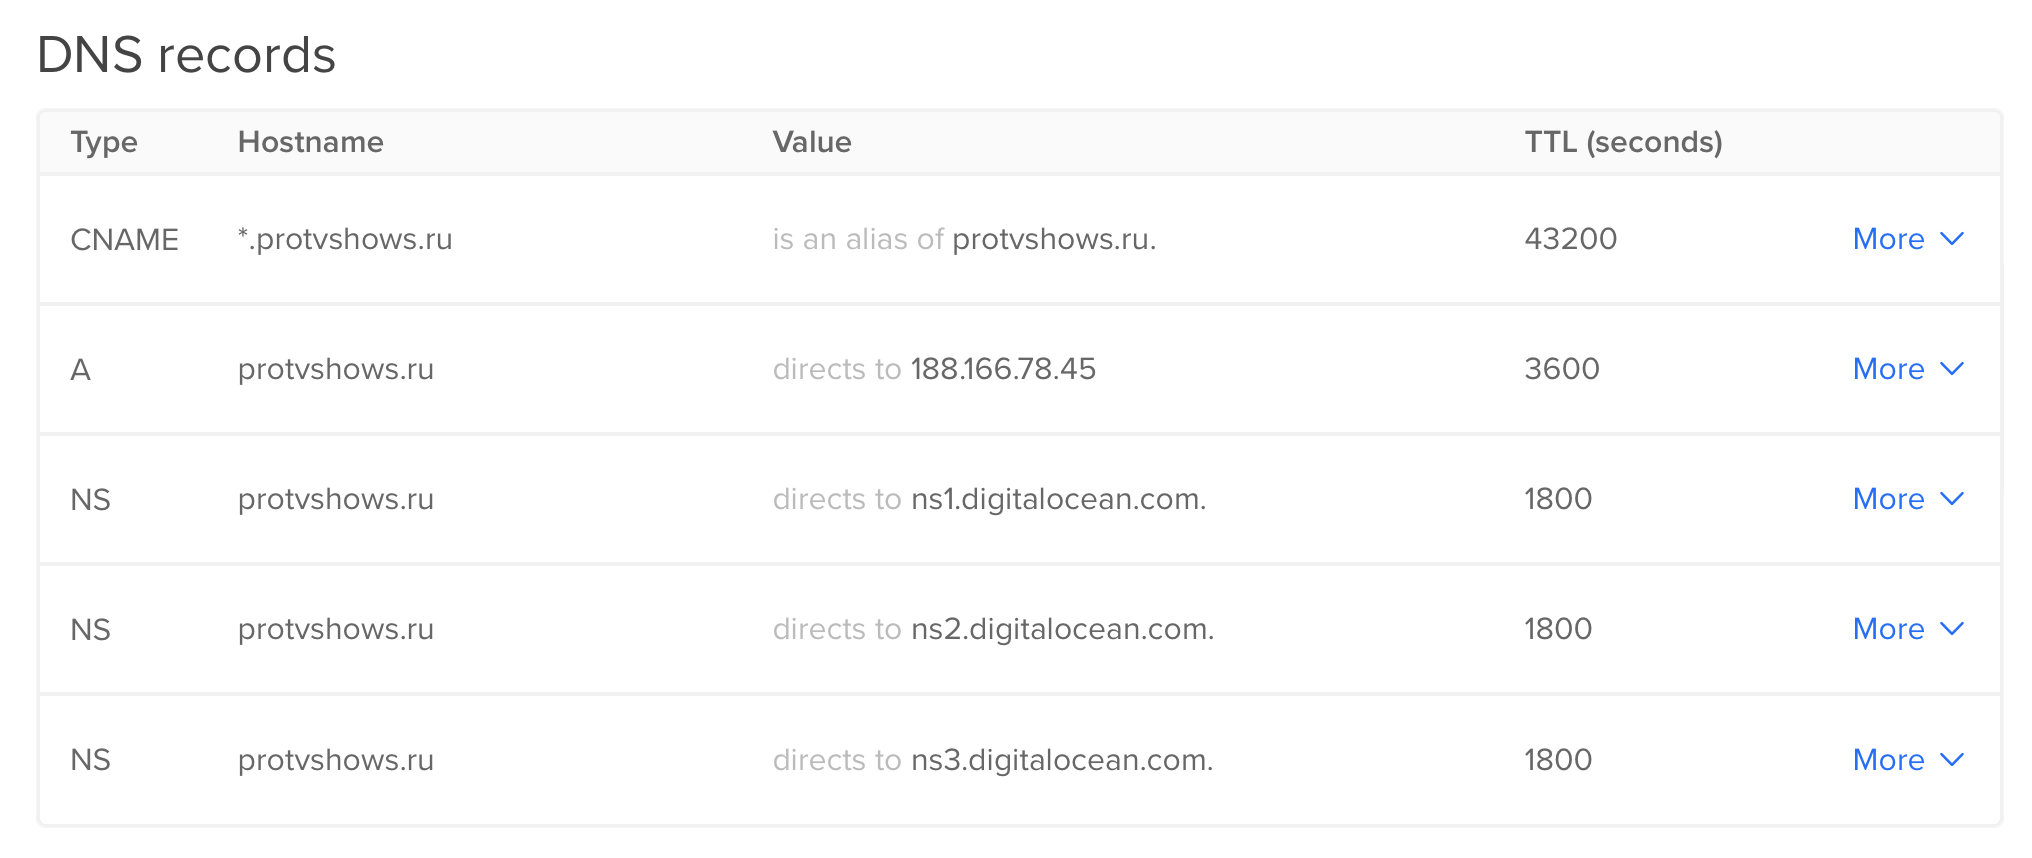 DNS records
Type Hostname Value TTL (seconds)
CNAME *.protvshows.ru is an alias of protvshows.ru. 43200 More
A protvshows.ru directs to 188.166.78.45 3600 More
NS protvshows.ru directs to ns1.digitalocean.com. 1800 More
NS protvshows.ru directs to ns2.digitalocean.com. 1800 More
NS protvshows.ru directs to ns3.digitalocean.com. 1800 More